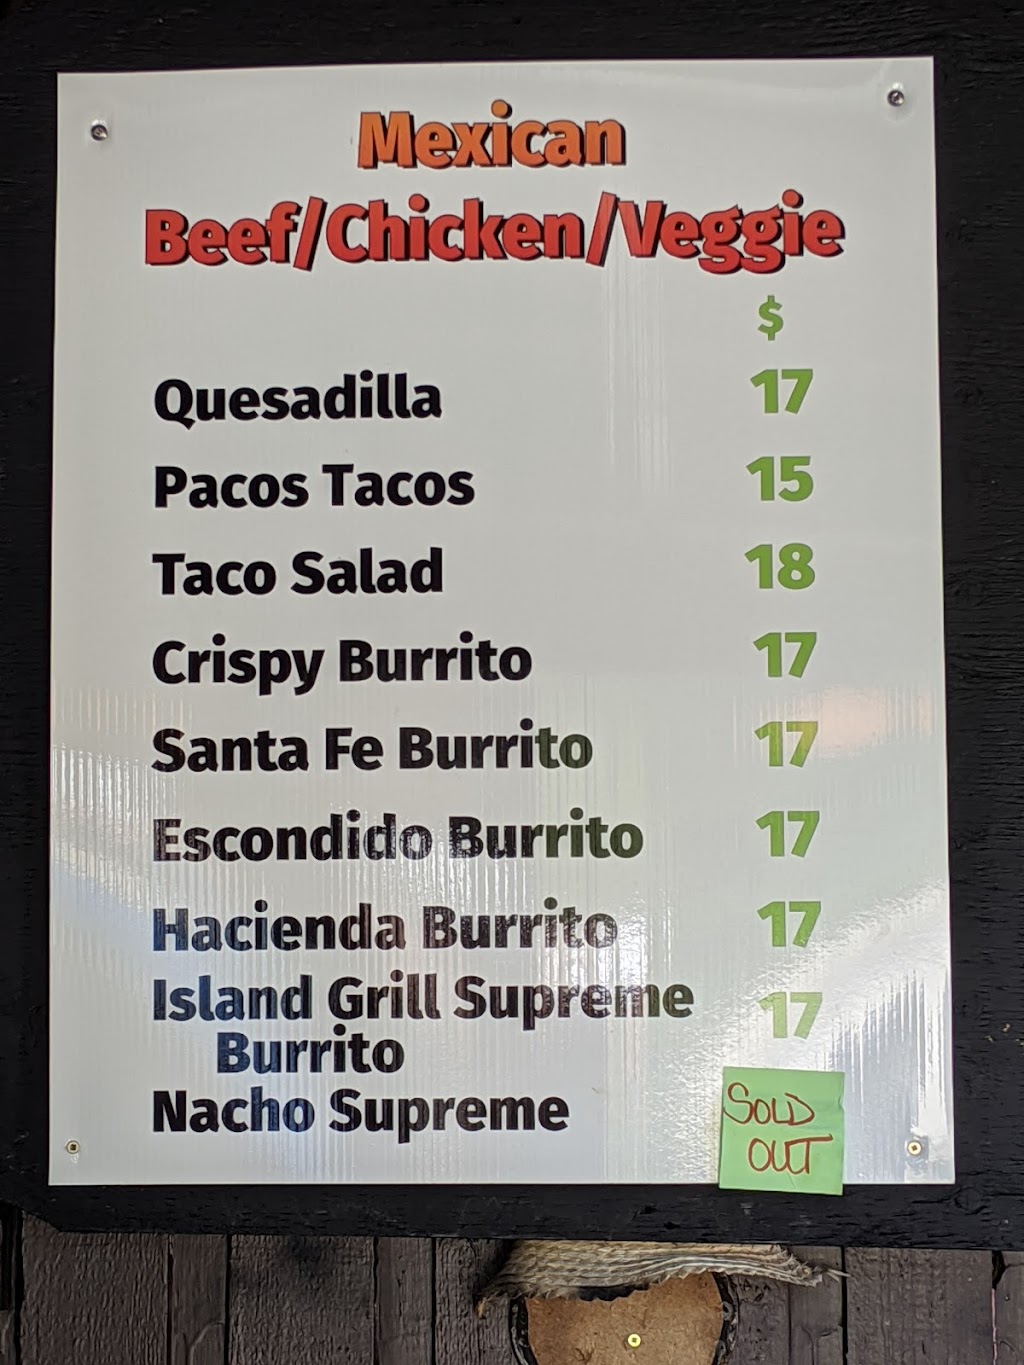 Mexican
Beef/Chicken/Veggie
$
Quesadilla 17
Pacos Tacos 15
Taco Salad 18
Crispy Burrito 17
Santa Fe Burrito 17
Escondido Burrito 17
Hacienda Burrito 17
Island Grill Supreme 17
Burrito
Nacho Supreme SOLD
OUT